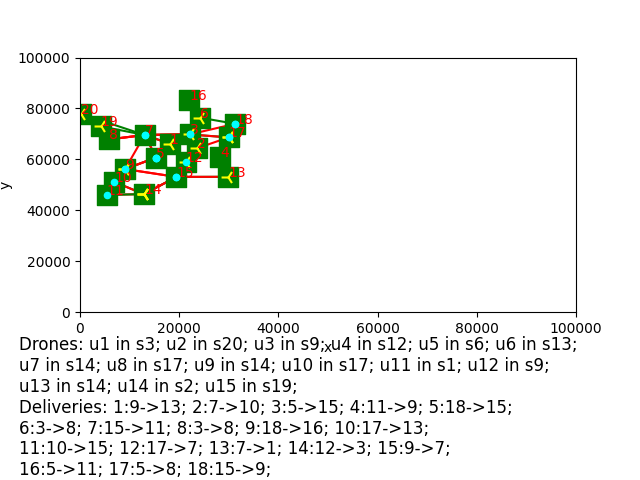 100000
80000
60000
40000
20000
0
y
16
13
0 20000 40000 60000 80000 100000
x
Drones: u1 in s3; u2 in s20; u3 in s9; u4 in s12; u5 in s6; u6 in s13;
u7 in s14; u8 in s17; u9 in s14; u10 in s17; u11 in s1; u12 in s9;
u13 in s14; u14 in s2; u15 in s19;
Deliveries: 1:9->13; 2:7->10; 3:5->15; 4:11->9; 5:18->15;
6:3->8; 7:15->11; 8:3->8; 9:18->16; 10:17->13;
11:10->15; 12:17->7; 13:7->1; 14:12->3; 15:9->7;
16:5->11; 17:5->8; 18:15->9;